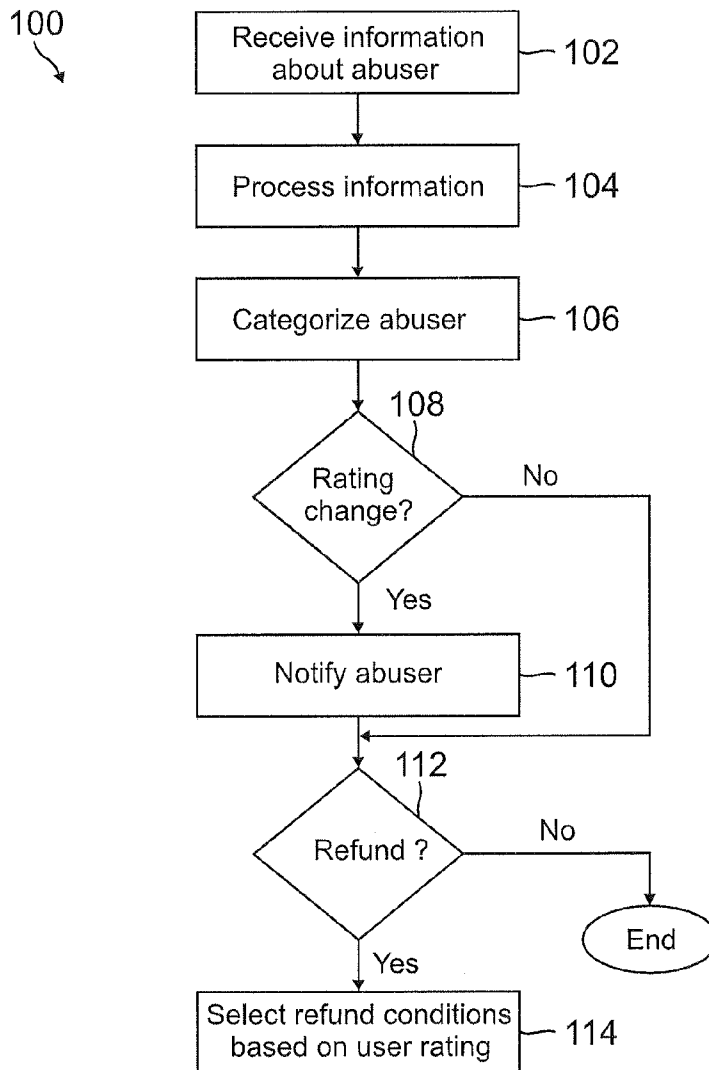 100
Receive information
about abuser
102
Process information
104
Categorize abuser
106
108
Rating
change?
No
Yes
Notify abuser
110
112
Refund ?
No
End
Yes
Select refund conditions
based on user rating
114